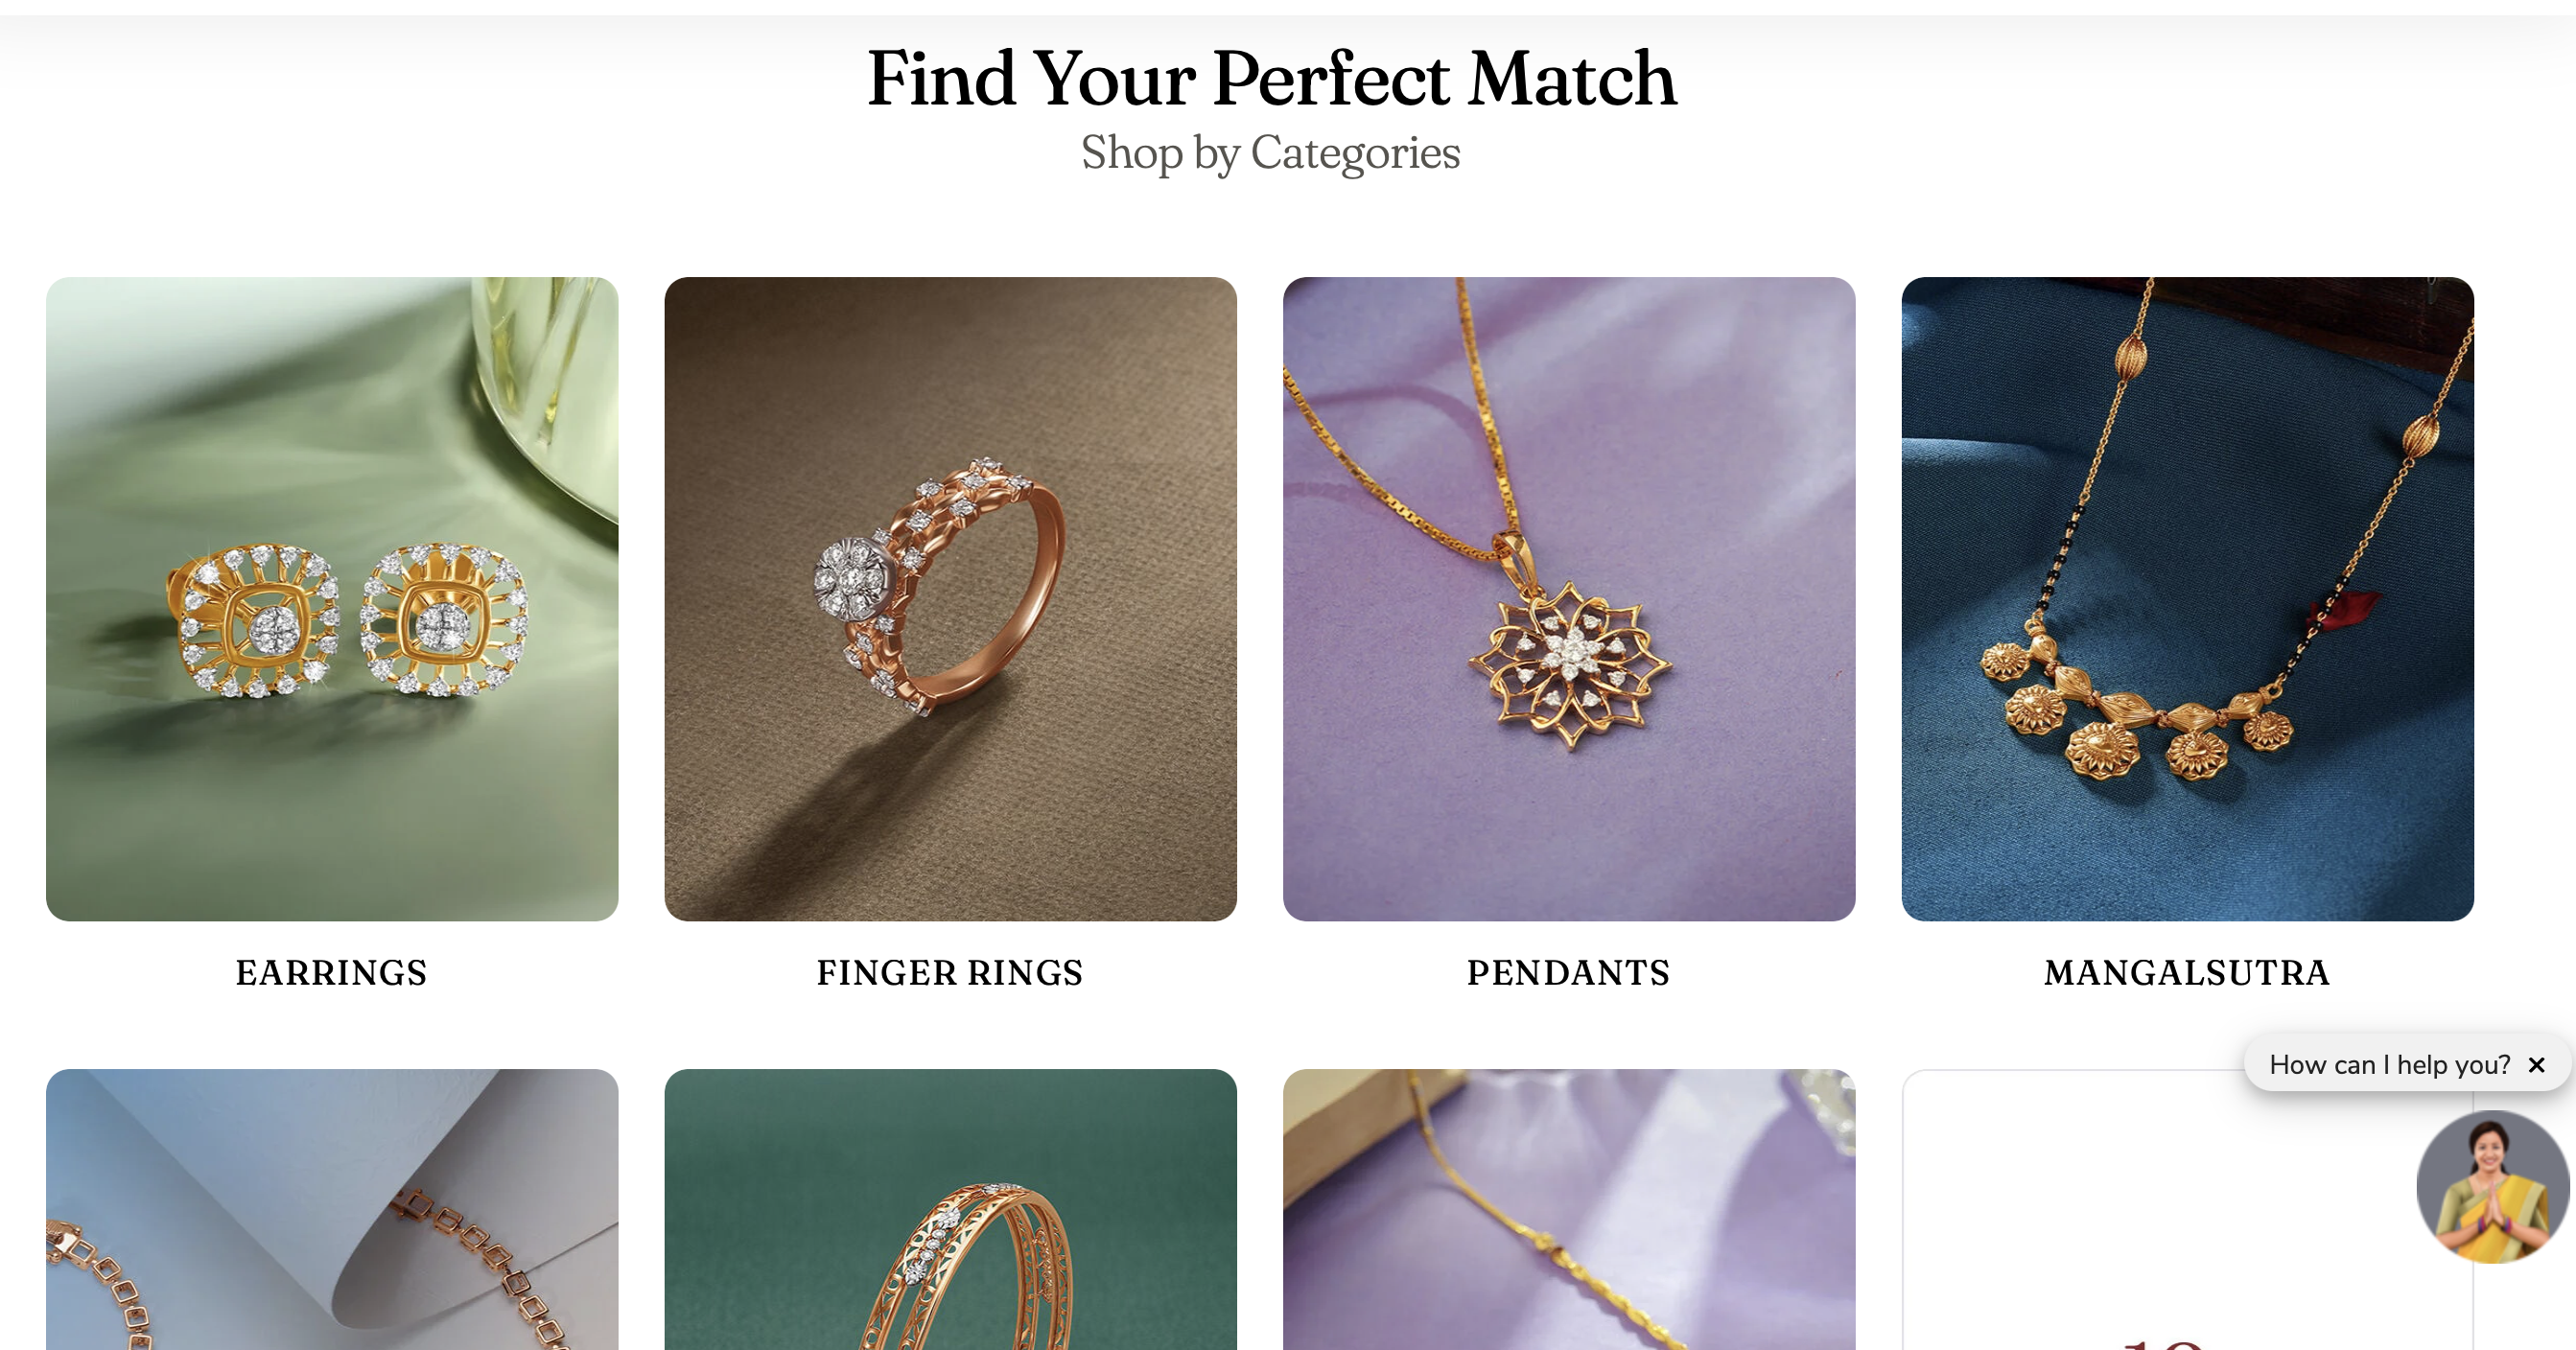 Find Your Perfect Match
Shop by Categories
EARRINGS
FINGER RINGS
PENDANTS
MANGALSUTRA
How can I help you?